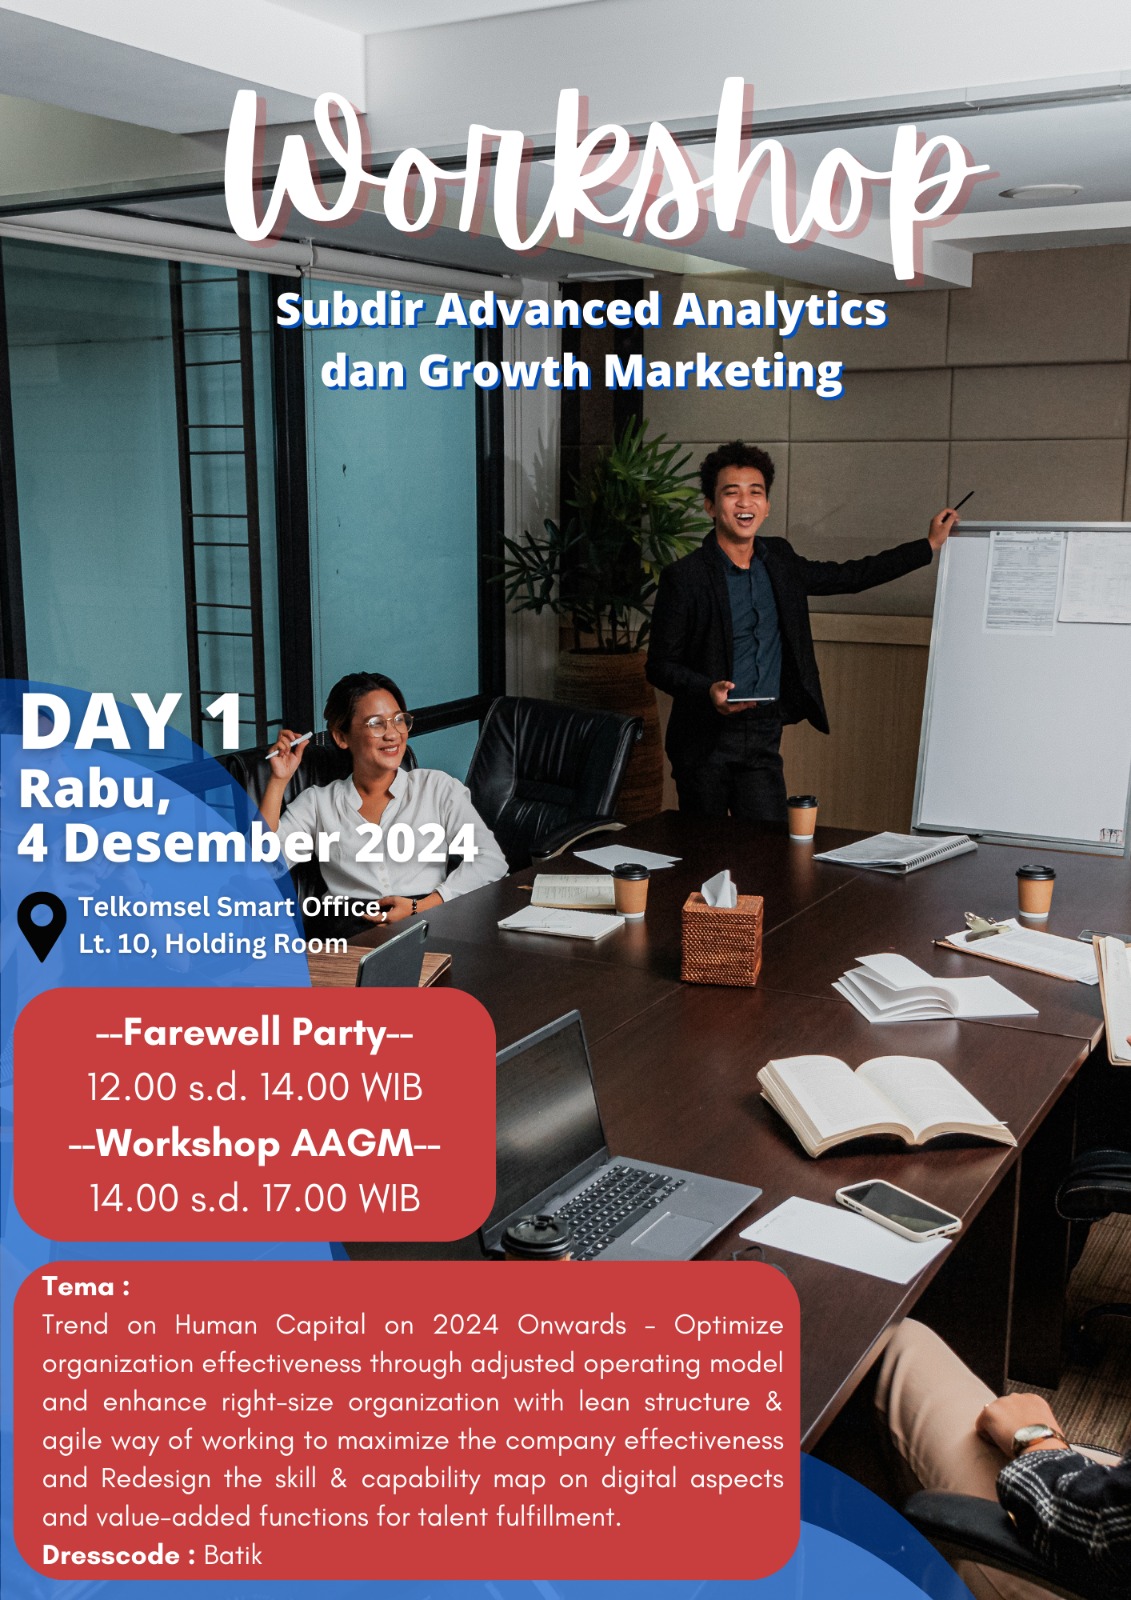 Workshop
Subdir Advanced Analytics
dan Growth Marketing
DAY 1
Rabu,
4 Desember 2024
Telkomsel Smart Office,
Lt. 10, Holding Room
--Farewell Party--
12.00 s.d. 14.00 WIB
--Workshop AAGM--
14.00 s.d. 17.00 WIB
Tema :
Trend on Human Capital on 2024 Onwards - Optimize
organization effectiveness through adjusted operating model
and enhance right-size organization with lean structure &
agile way of working to maximize the company effectiveness
and Redesign the skill & capability map on digital aspects
and value-added functions for talent fulfillment.
Dresscode : Batik